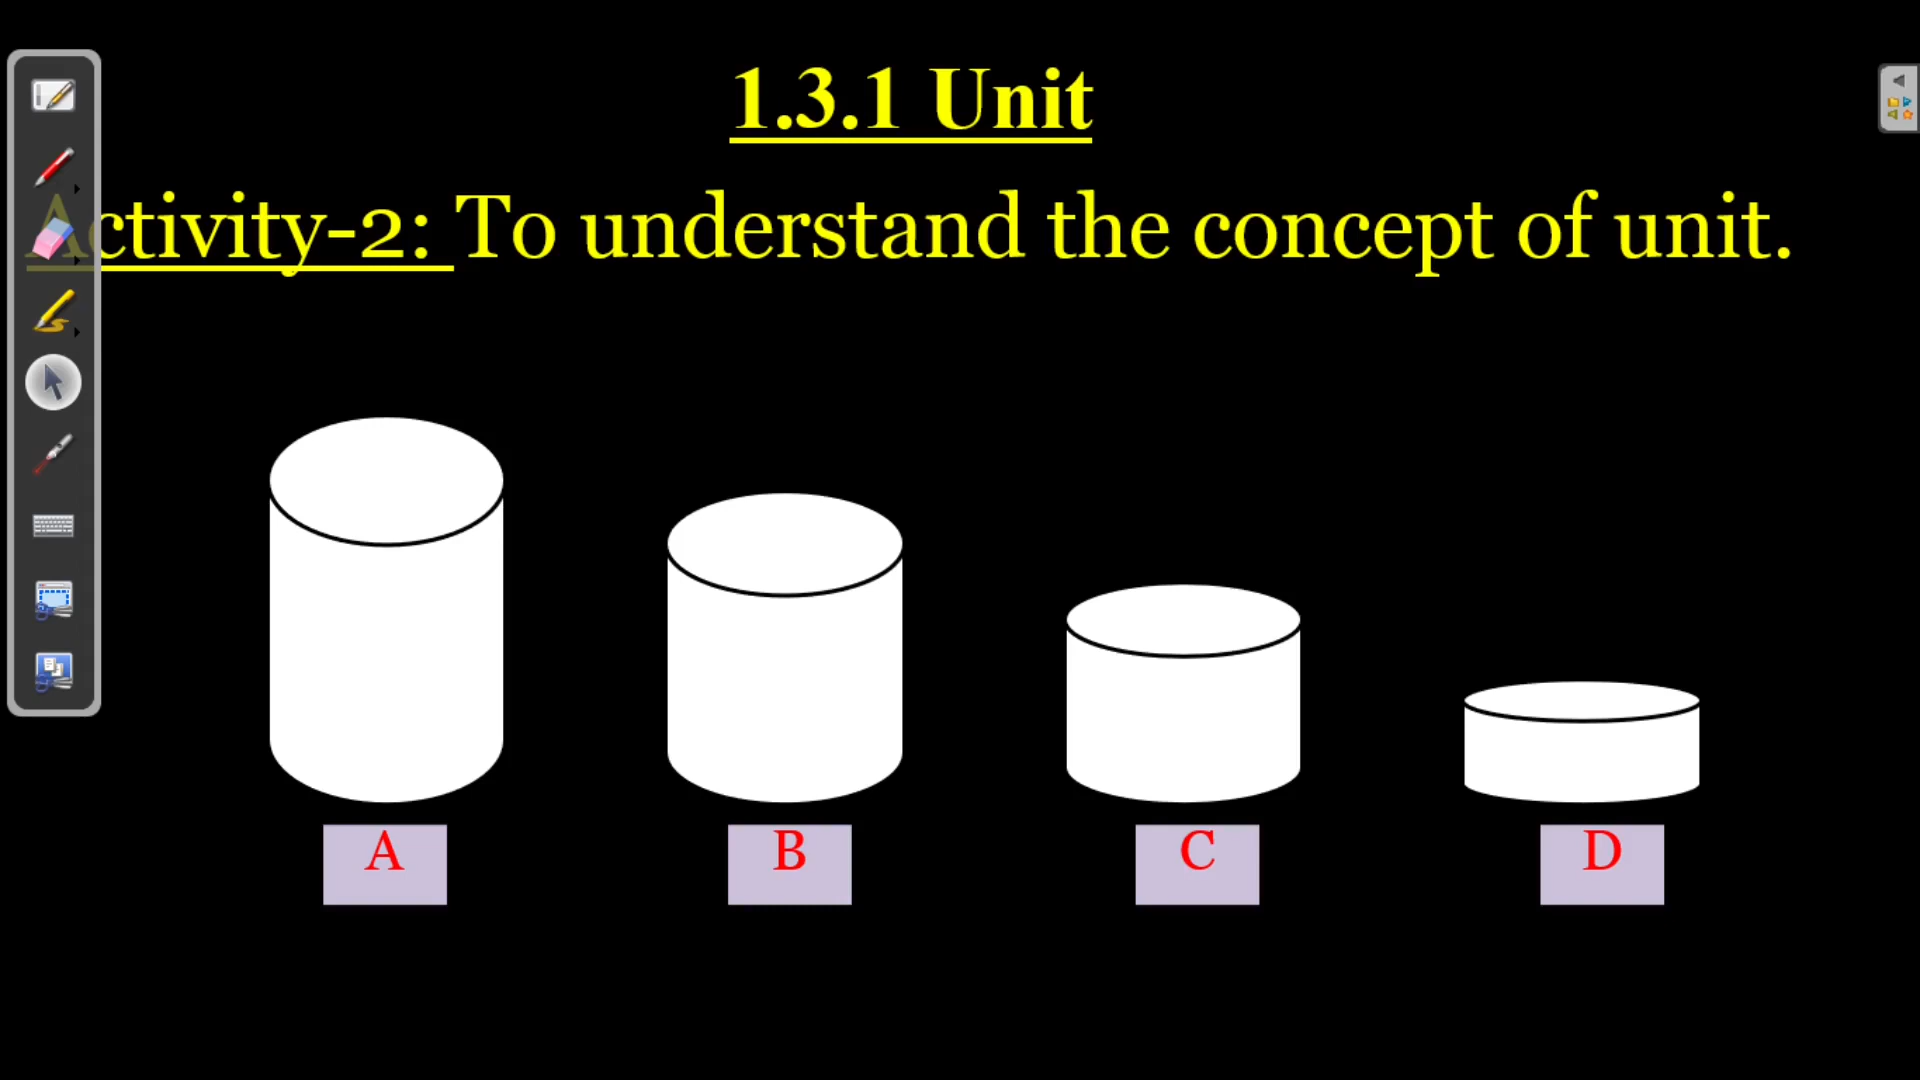 1.3.1 Unit
Activity-2: To understand the concept of unit.
A
B
C
D